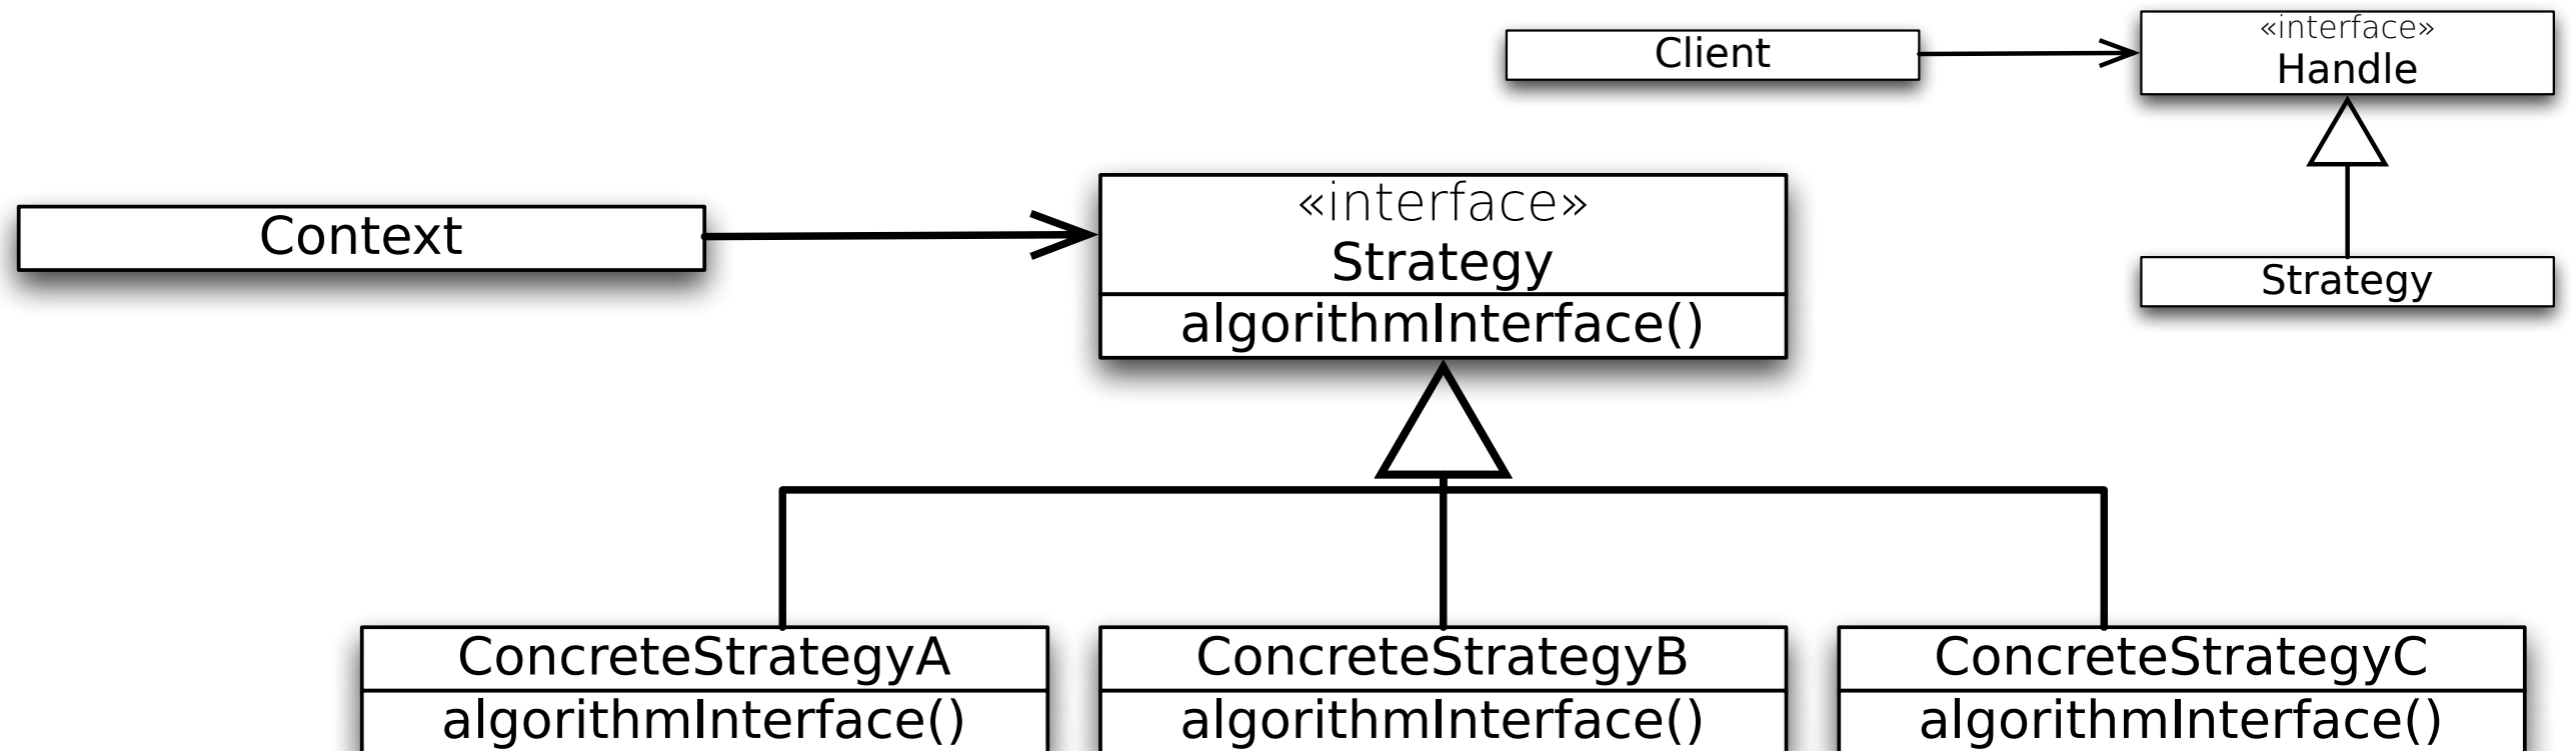 Client
«interface»
Handle
Context
«interface»
Strategy
algorithmInterface()
Strategy
ConcreteStrategyA
algorithmInterface()
ConcreteStrategyB
algorithmInterface()
ConcreteStrategyC
algorithmInterface()